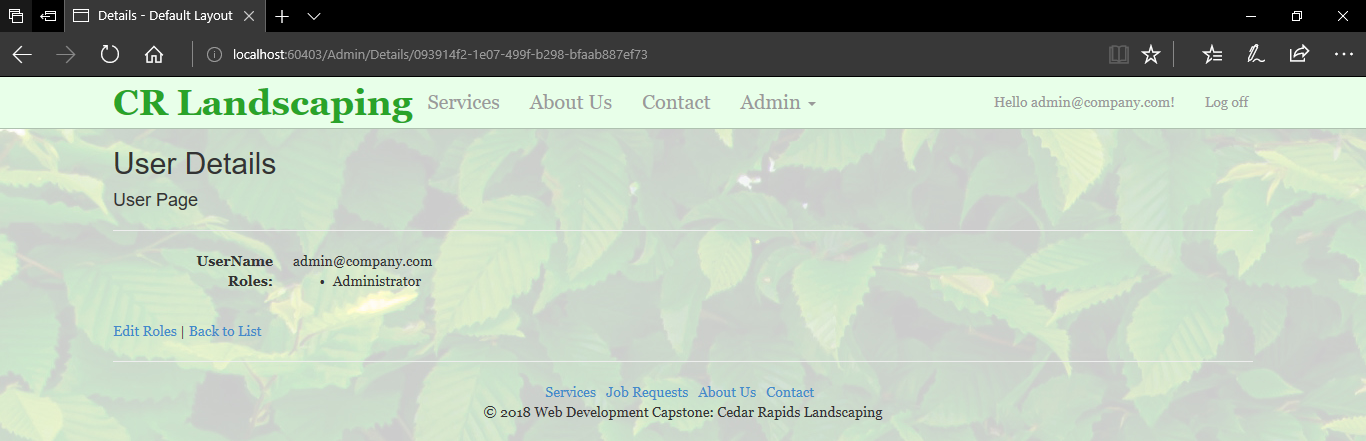 Details - Default Layout
localhost:60403/Admin/Details/093914f2-1e07-499f-b298-bfaab887ef73
CR Landscaping Services About Us Contact Admin Hello admin@company.com! Log off
User Details
User Page
UserName admin@company.com
Roles: • Administrator
Edit Roles | Back to List
Services Job Requests About Us Contact
© 2018 Web Development Capstone: Cedar Rapids Landscaping